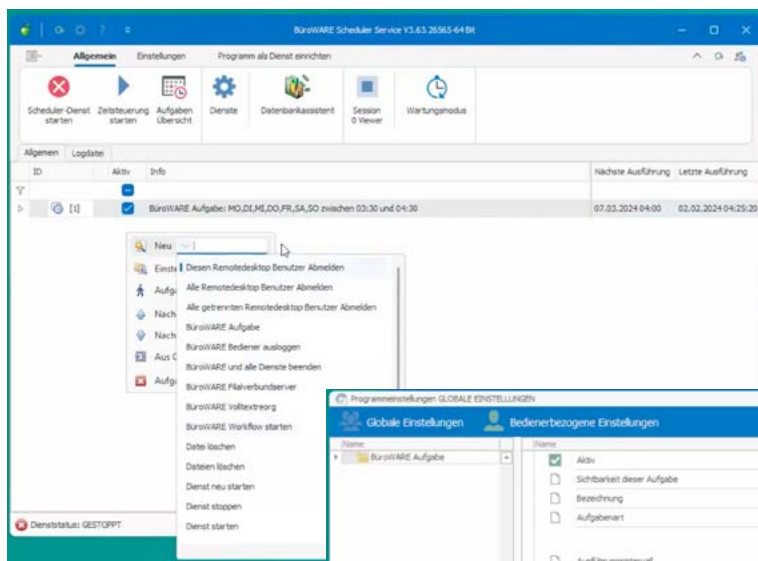 BüroWARE Scheduler Service V3.63.26565-64 Bit
Allgemein Einstellungen Programm als Dienst einrichten
Scheduler-Dienst starten
Zeitsteuerung starten
Aufgaben Übersicht
Dienste
Datenbankassistent
Session 0 Viewer
Wartungsmodus
Allgemein Logdatei
ID Aktiv Info Nächste Ausführung Letzte Ausführung
[1] BüroWARE Aufgabe: MO,DI,MI,DO,FR,SA,SO zwischen 03:30 und 04:30 07.03.2024 04:00 02.02.2024 04:25:20
Neu
Einste
Aufg
Nach
Nach
Aus
Aufg
Diesen Remotedesktop Benutzer Abmelden
Alle Remotedesktop Benutzer Abmelden
Alle getrennten Remotedesktop Benutzer Abmelden
BüroWARE Aufgabe
BüroWARE Bediener ausloggen
BüroWARE und alle Dienste beenden
BüroWARE Filialverbundserver
BüroWARE Volltextreorg
BüroWARE Workflow starten
Datei löschen
Dateien löschen
Dienst neu starten
Dienst stoppen
Dienst starten
Dienststatus: GESTOPPT
Programmeinstellungen GLOBALE EINSTELLUNGEN
Globale Einstellungen Bedienerbezogene Einstellungen
Name
BüroWARE Aufgabe
Name
Aktiv
Sichtbarkeit dieser Aufgabe
Bezeichnung
Aufgabenart